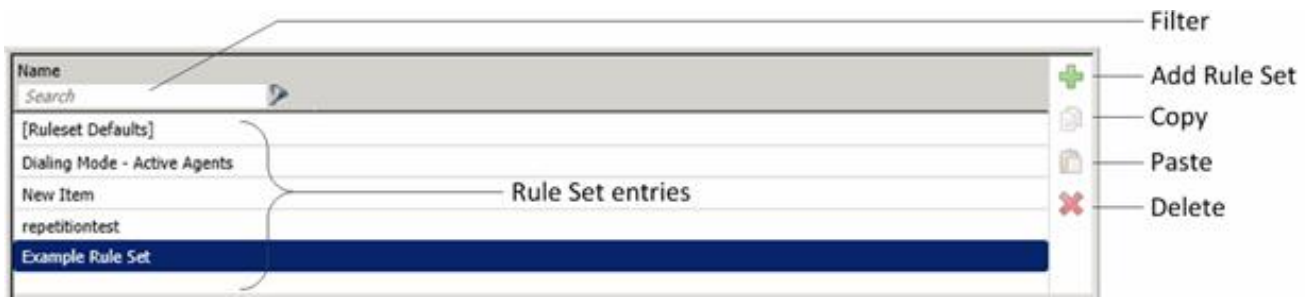 Filter
Name
Search
Add Rule Set
[Ruleset Defaults]
Copy
Dialing Mode - Active Agents
Paste
New Item
Rule Set entries
Delete
repetitiontest
Example Rule Set